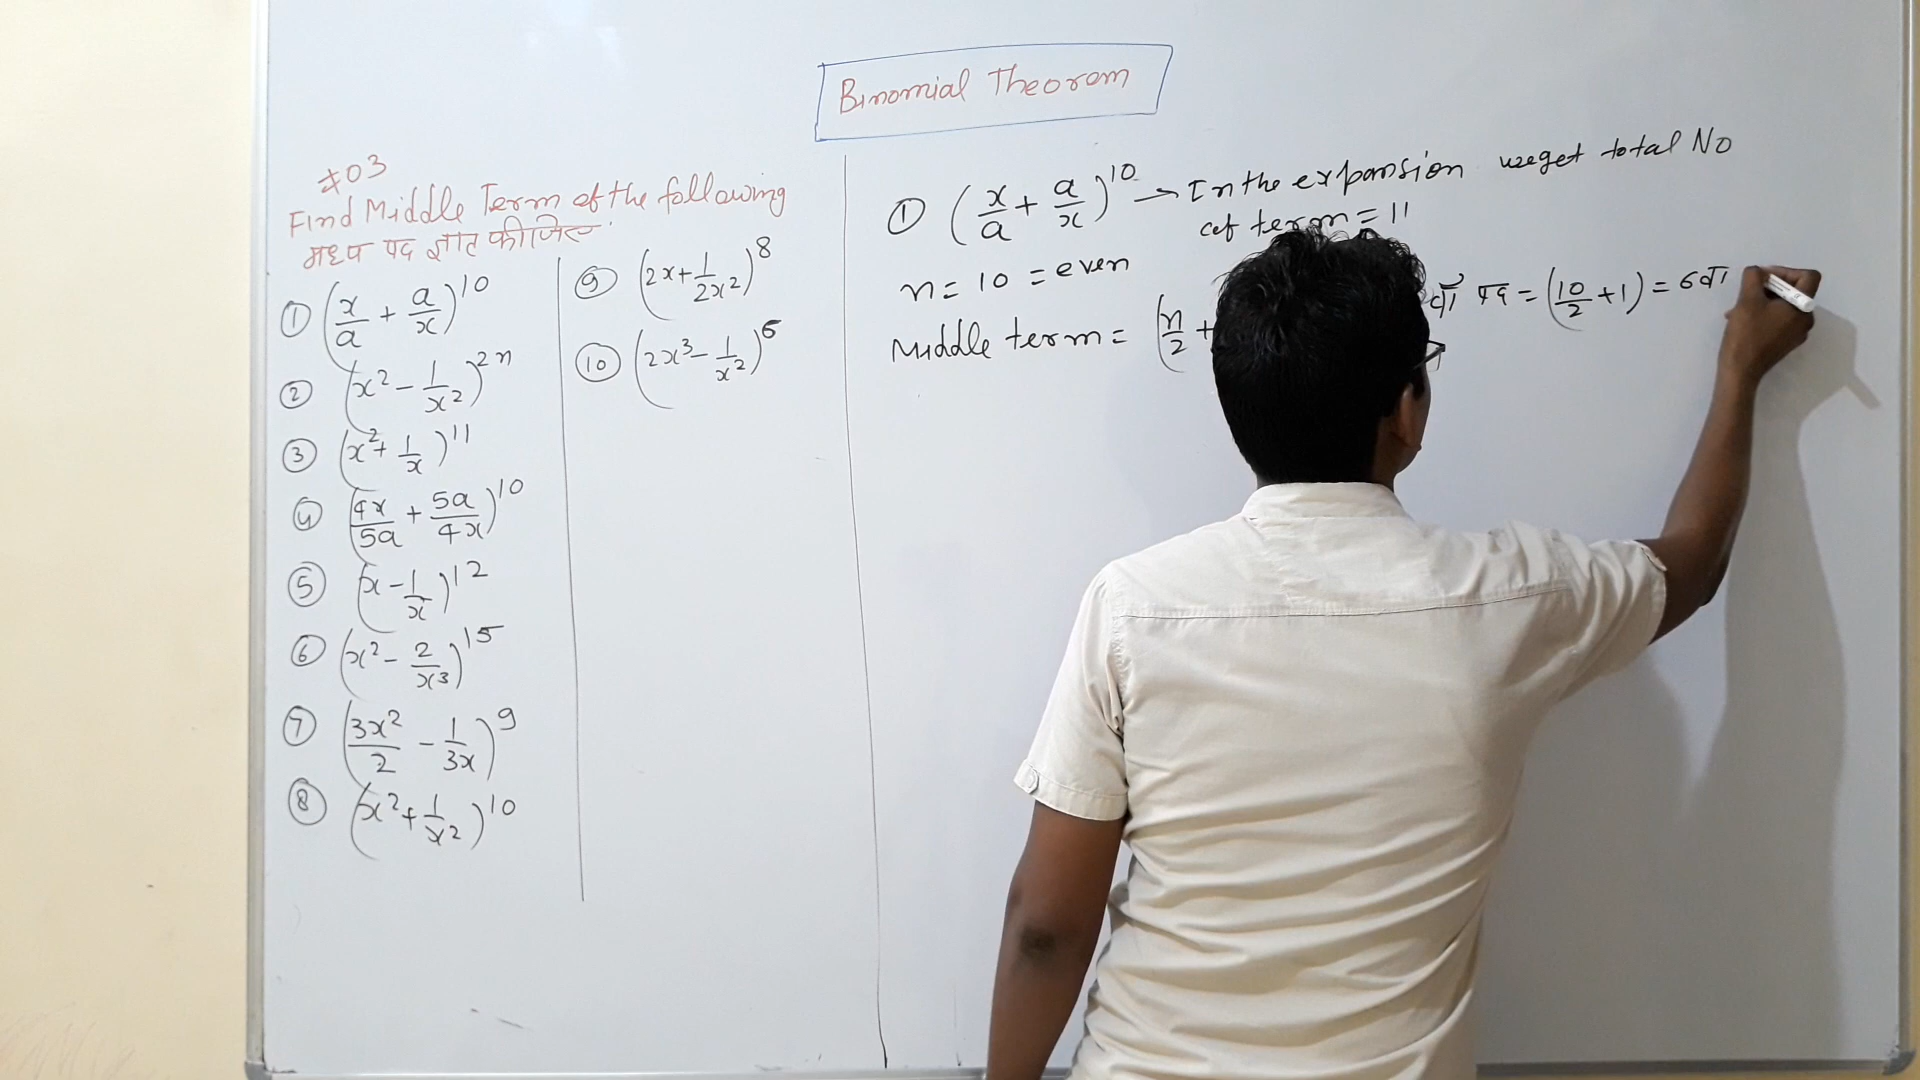 Binomial Theorem
#03
Find Middle Term of the following
मध्य पद ज्ञात कीजिए
① (x/a + a/x)^10
② (x² - 1/x²)^2n
③ (x² + 1/x)^11
④ (4x/5a + 5a/4x)^10
⑤ (x - 1/x)^12
⑥ (x² - 2/x³)^15
⑦ (3x²/2 - 1/3x)^9
⑧ (x² + 1/x²)^10
⑨ (2x + 1/2x²)^8
⑩ (2x³ - 1/x²)^6
① (x/a + a/x)^10 → In the expansion we get total No
of term = 11
n = 10 = even
Middle term = (n/2 +
वाँ पद = (10/2 + 1) = 6वा